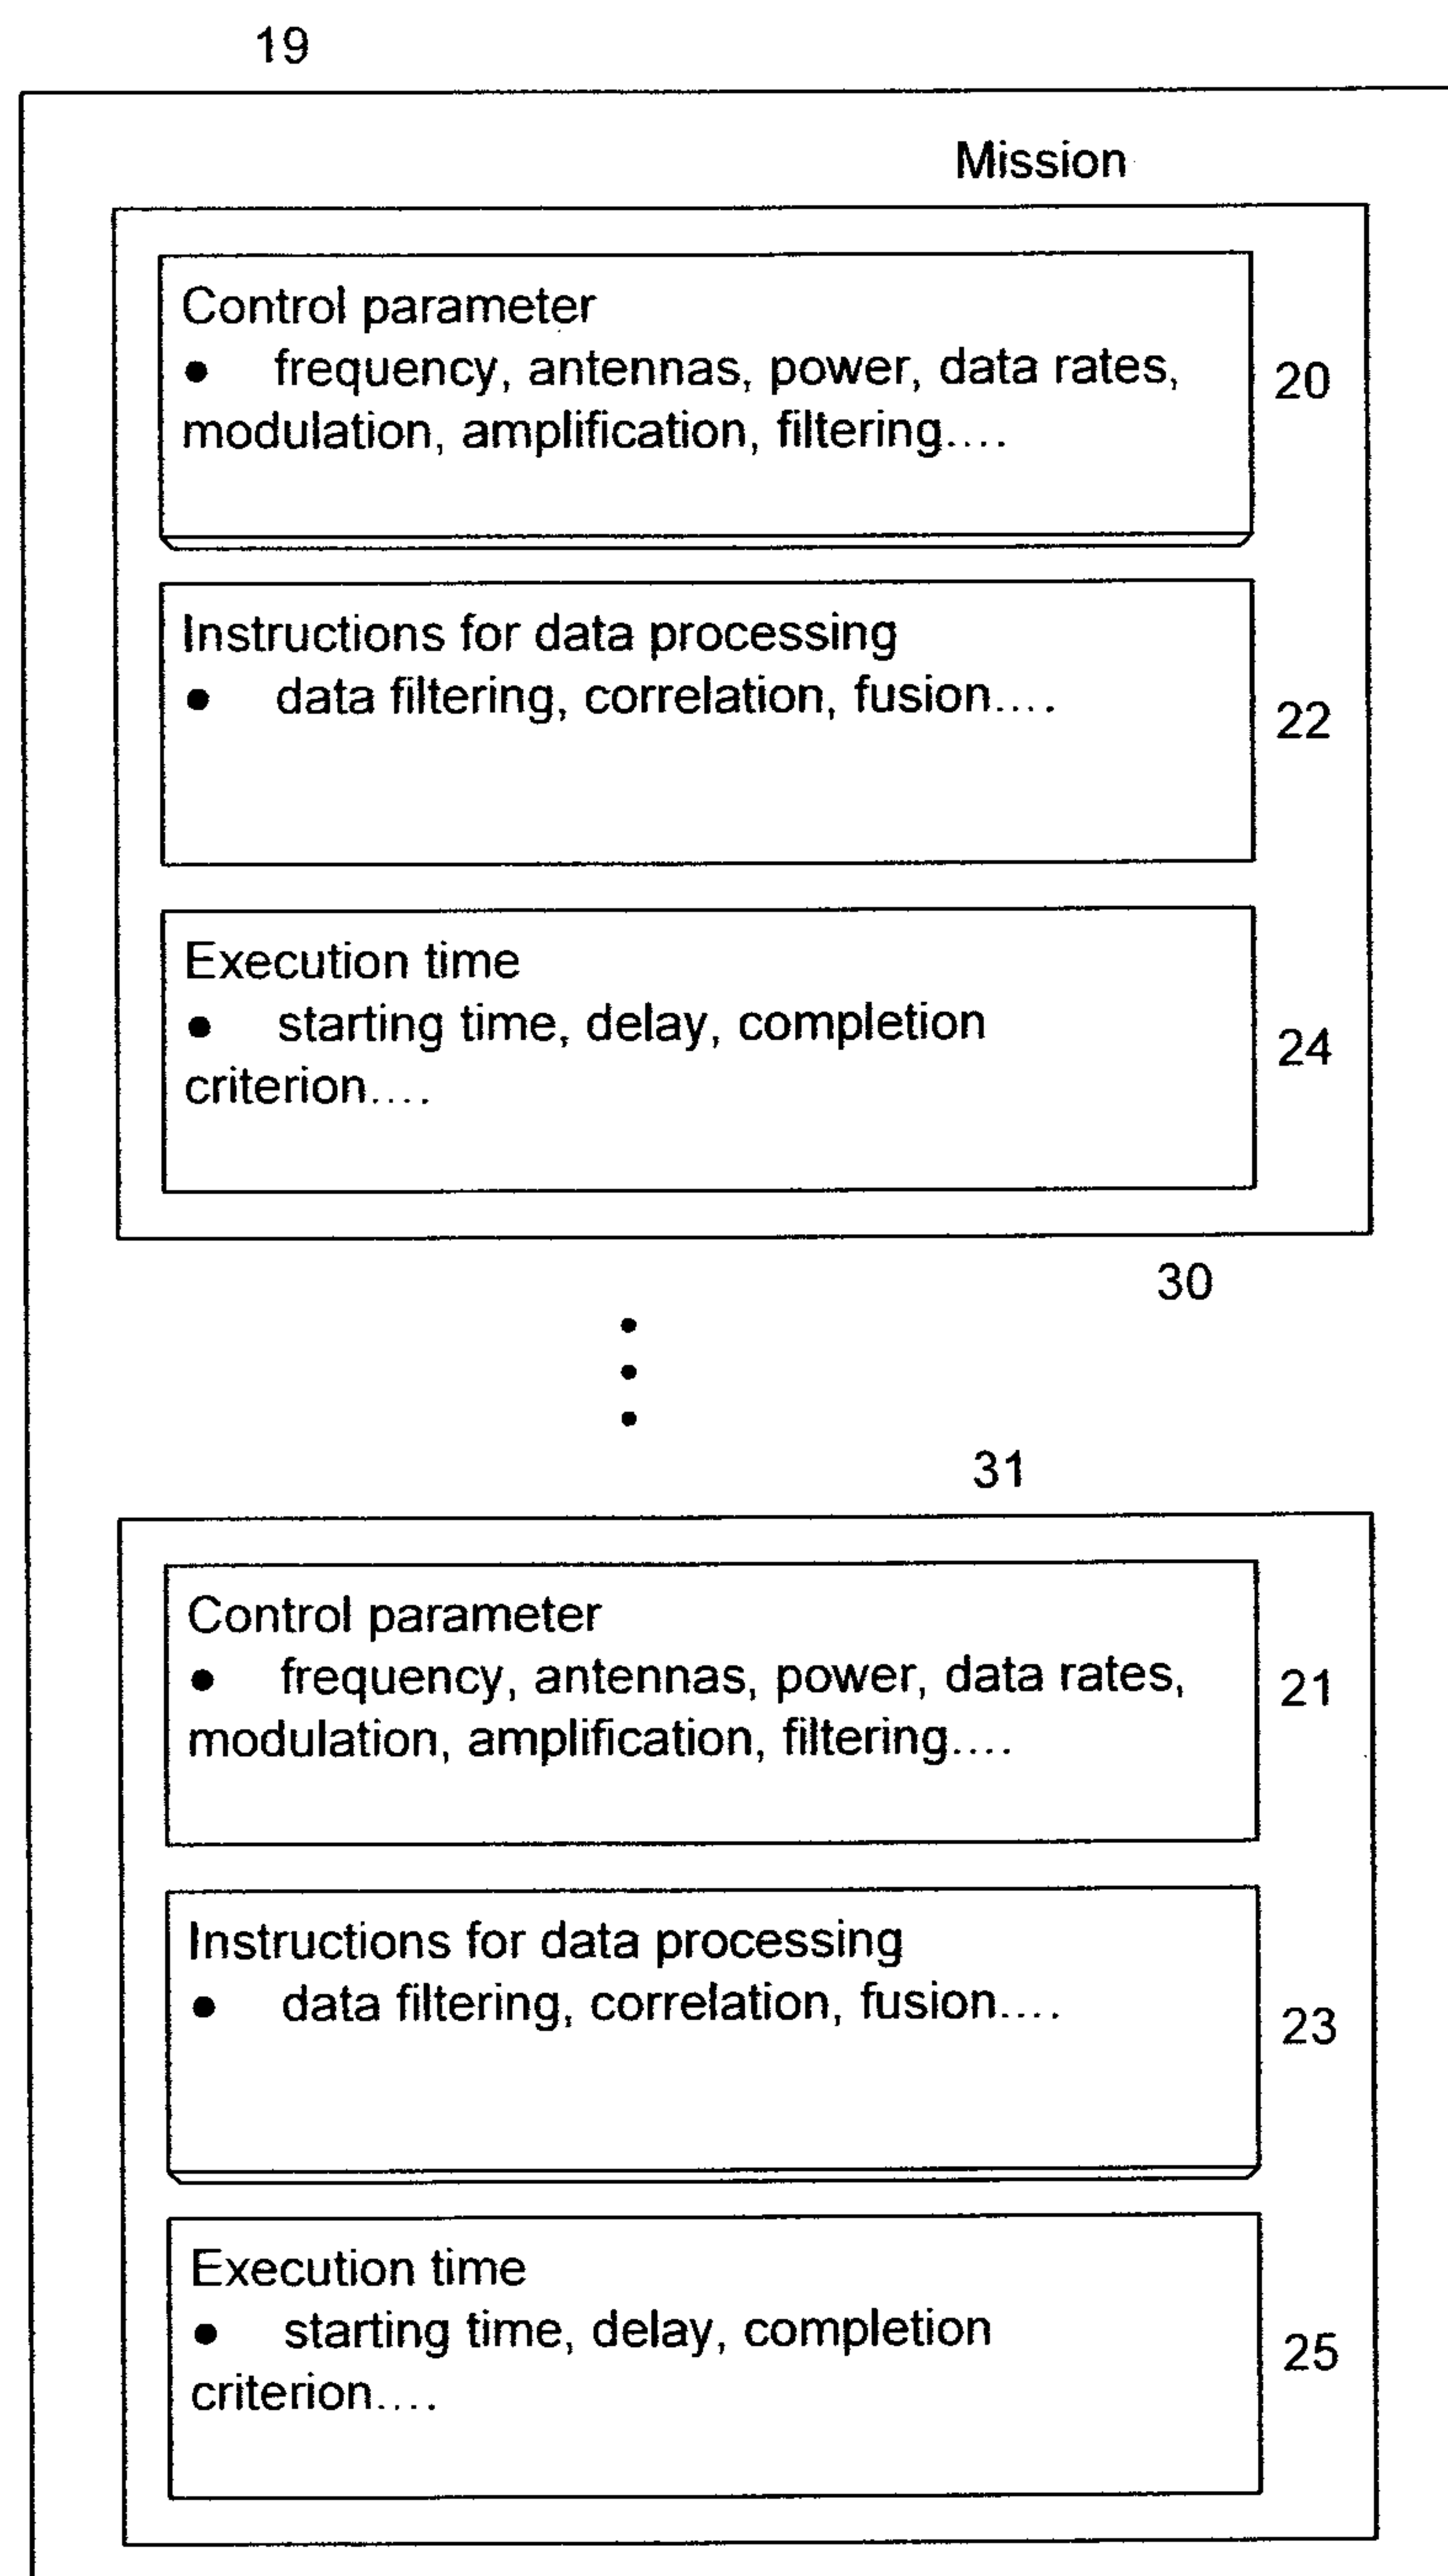 19
Mission
Control parameter
• frequency, antennas, power, data rates,
modulation, amplification, filtering....
20
Instructions for data processing
• data filtering, correlation, fusion....
22
Execution time
• starting time, delay, completion
criterion....
24
30
31
Control parameter
• frequency, antennas, power, data rates,
modulation, amplification, filtering....
21
Instructions for data processing
• data filtering, correlation, fusion....
23
Execution time
• starting time, delay, completion
criterion....
25